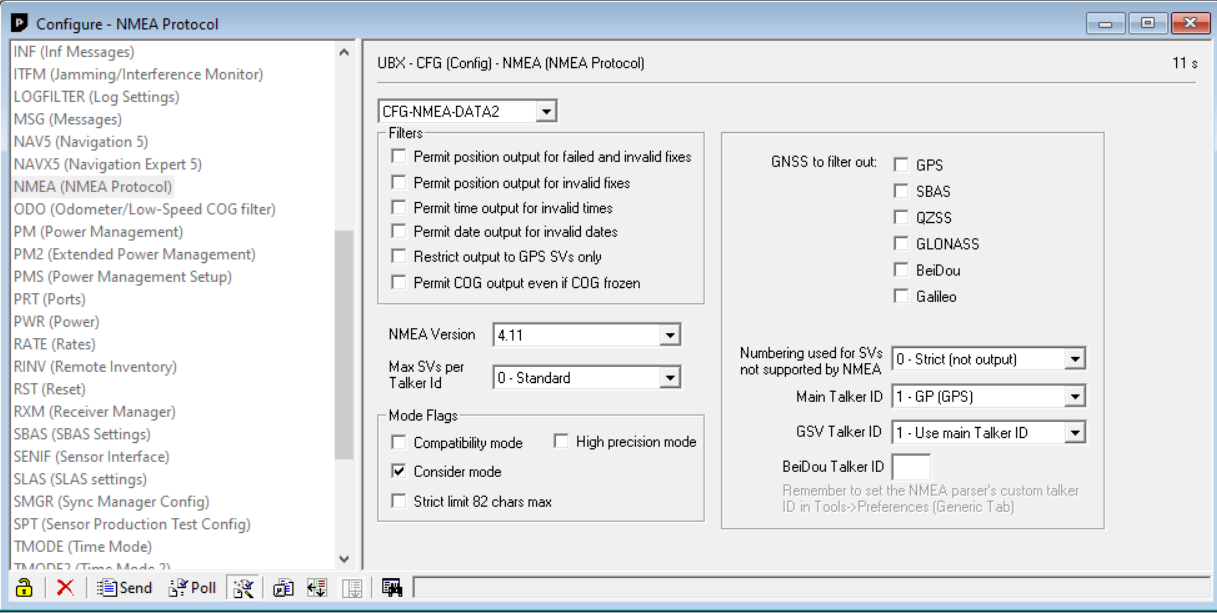 Configure - NMEA Protocol
INF (Inf Messages)
ITFM (Jamming/Interference Monitor)
LOGFILTER (Log Settings)
MSG (Messages)
NAV5 (Navigation 5)
NAVX5 (Navigation Expert 5)
NMEA (NMEA Protocol)
ODO (Odometer/Low-Speed COG filter)
PM (Power Management)
PM2 (Extended Power Management)
PMS (Power Management Setup)
PRT (Ports)
PWR (Power)
RATE (Rates)
RINV (Remote Inventory)
RST (Reset)
RXM (Receiver Manager)
SBAS (SBAS Settings)
SENIF (Sensor Interface)
SLAS (SLAS settings)
SMGR (Sync Manager Config)
SPT (Sensor Production Test Config)
TMODE (Time Mode)
TMODE2 (Time Mode 2)
UBX - CFG (Config) - NMEA (NMEA Protocol)
11 s
CFG-NMEA-DATA2
Filters
Permit position output for failed and invalid fixes
Permit position output for invalid fixes
Permit time output for invalid times
Permit date output for invalid dates
Restrict output to GPS SVs only
Permit COG output even if COG frozen
NMEA Version
4.11
Max SVs per
Talker Id
0 - Standard
Mode Flags
Compatibility mode
High precision mode
Consider mode
Strict limit 82 chars max
GNSS to filter out:
GPS
SBAS
QZSS
GLONASS
BeiDou
Galileo
Numbering used for SVs
not supported by NMEA
0 - Strict (not output)
Main Talker ID
1 - GP (GPS)
GSV Talker ID
1 - Use main Talker ID
BeiDou Talker ID
Remember to set the NMEA parser's custom talker
ID in Tools->Preferences (Generic Tab)
Send
Poll